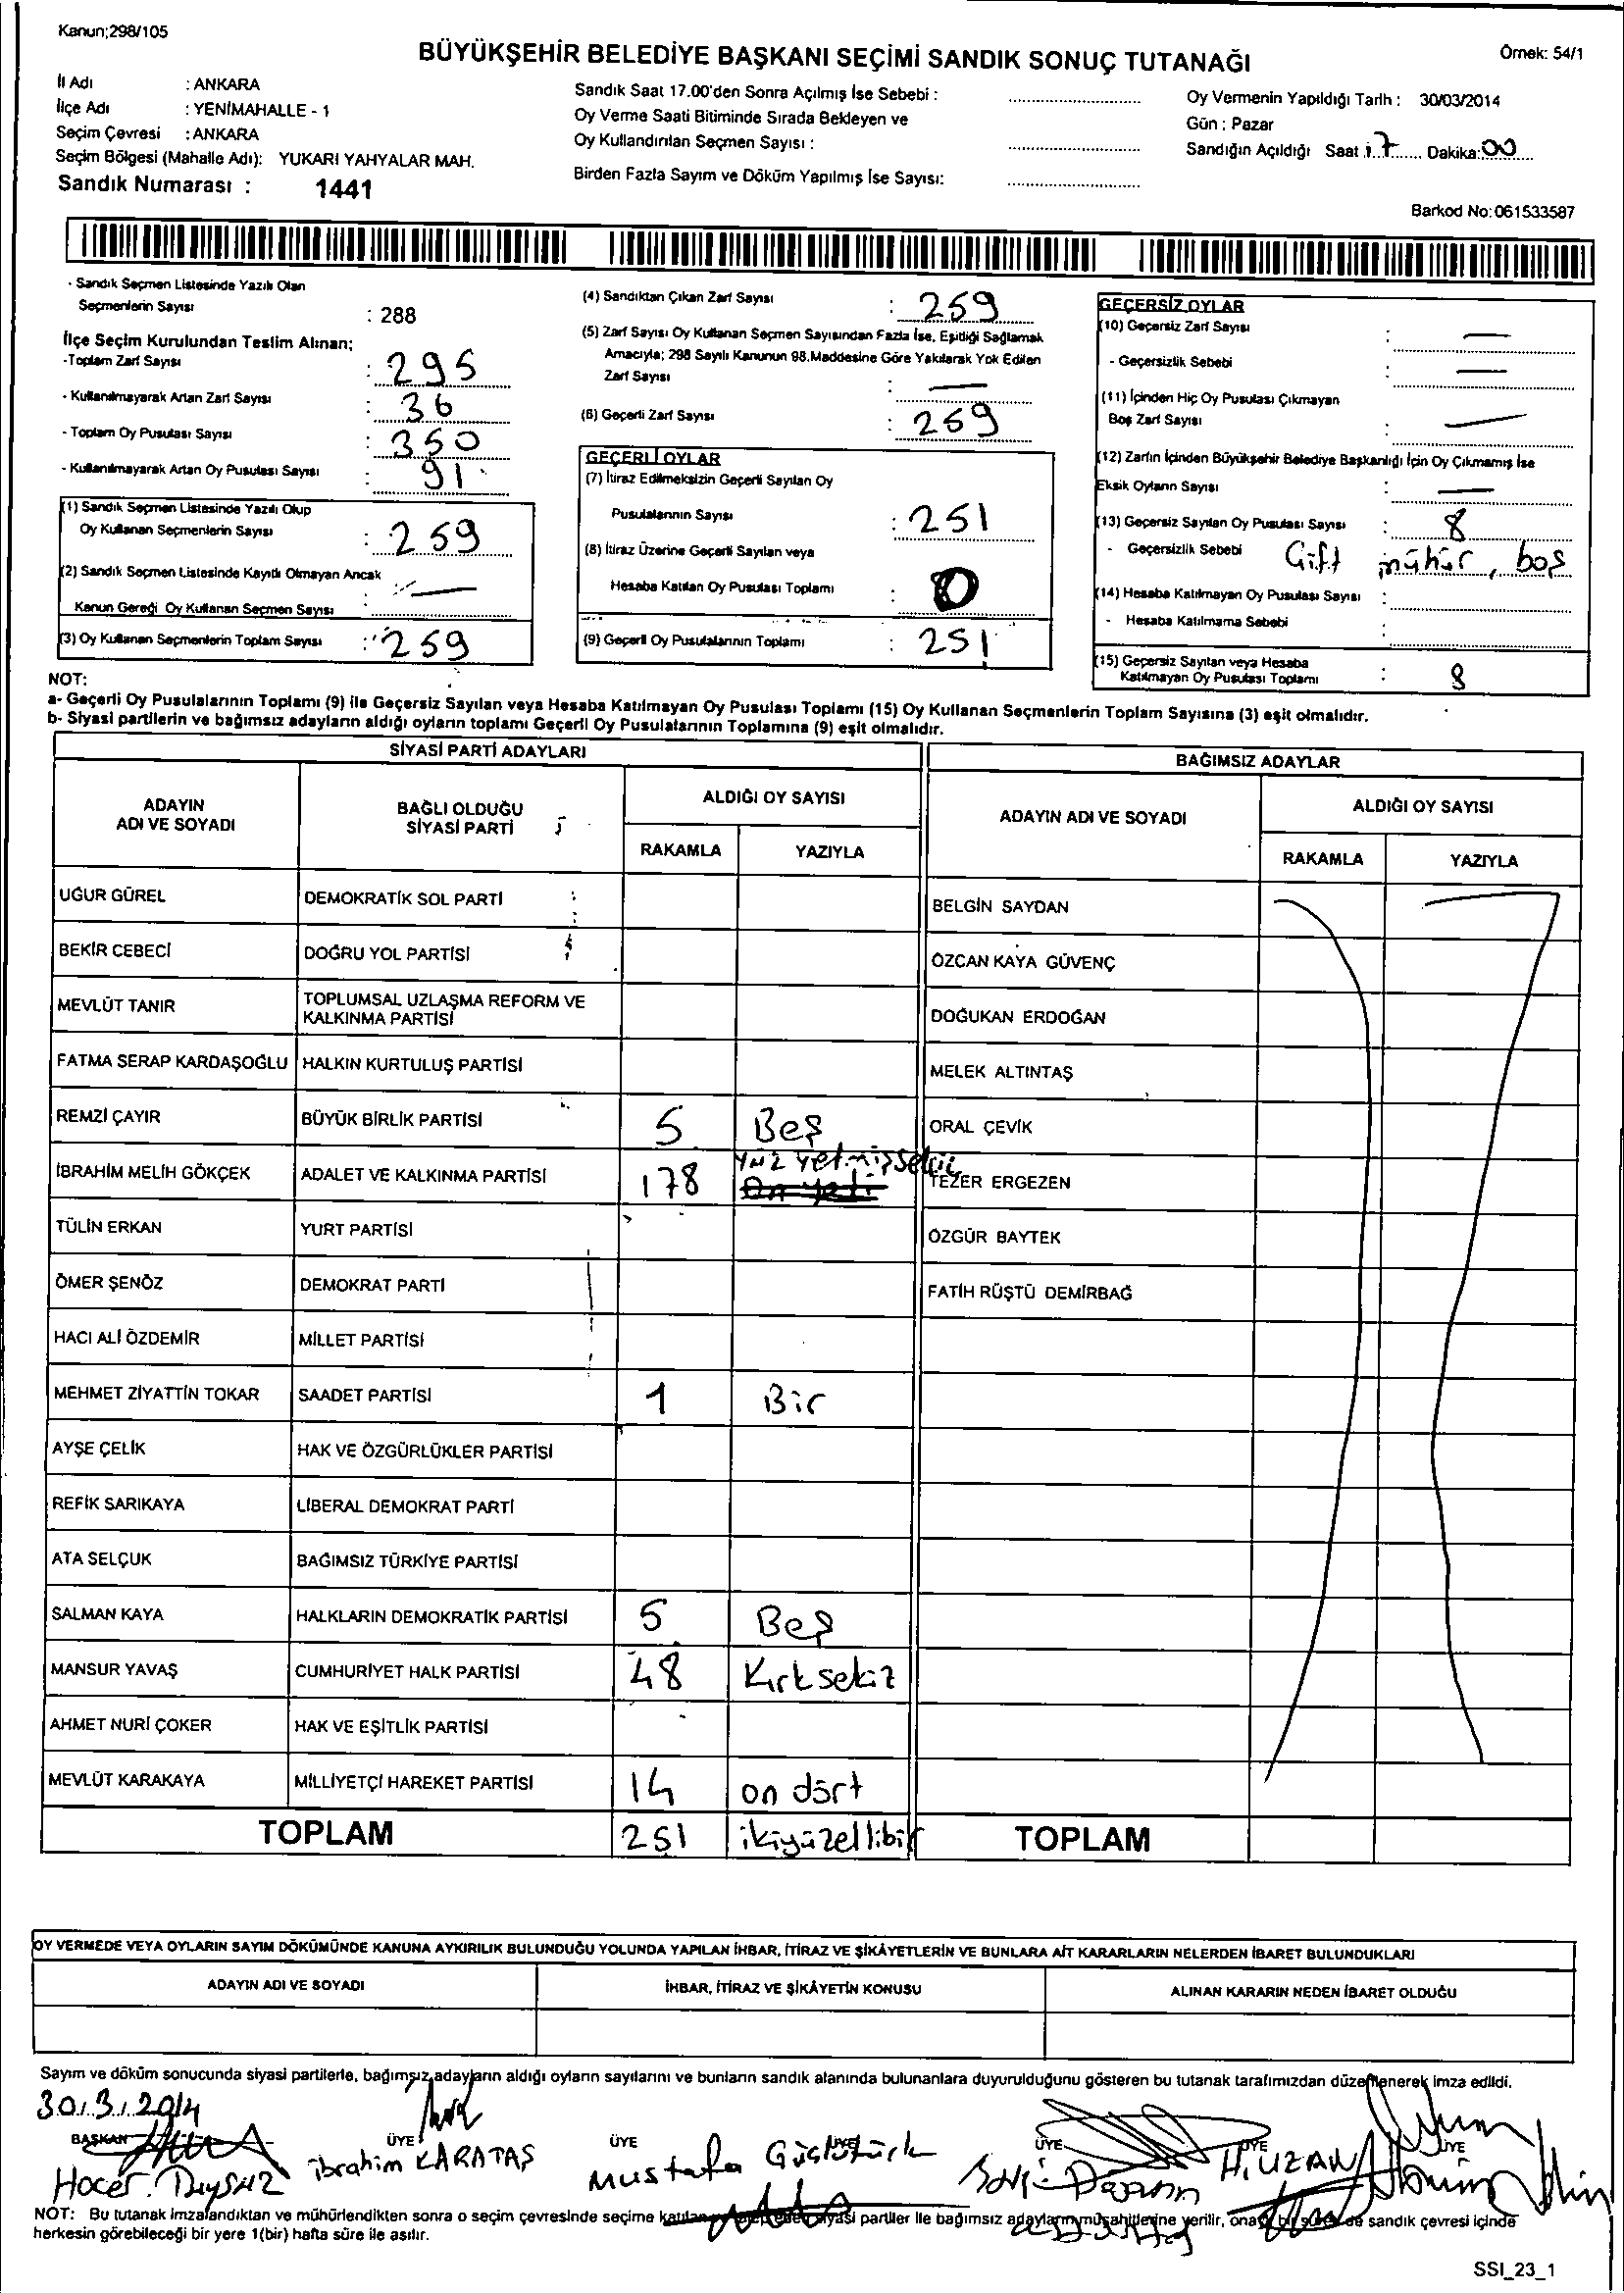 Kanun;298/105
BÜYÜKŞEHİR BELEDİYE BAŞKANI SEÇİMİ SANDIK SONUÇ TUTANAĞI
Örnek: 54/1
İl Adı : ANKARA
İlçe Adı : YENİMAHALLE - 1
Seçim Çevresi : ANKARA
Seçim Bölgesi (Mahalle Adı): YUKARI YAHYALAR MAH.
Sandık Numarası : 1441
Sandık Saat 17.00'den Sonra Açılmış İse Sebebi :
Oy Verme Saati Bitiminde Sırada Bekleyen ve
Oy Kullandırılan Seçmen Sayısı :
Birden Fazla Sayım ve Döküm Yapılmış İse Sayısı:
Oy Vermenin Yapıldığı Tarih : 30/03/2014
Gün : Pazar
Sandığın Açıldığı Saat : 17 Dakika: 00
Barkod No:061533587
- Sandık Seçmen Listesinde Yazılı Olan
Seçmenlerin Sayısı : 288
İlçe Seçim Kurulundan Teslim Alınan;
-Toplam Zarf Sayısı : 295
- Kullanılmayarak Artan Zarf Sayısı : 36
- Toplam Oy Pusulası Sayısı : 350
- Kullanılmayarak Artan Oy Pusulası Sayısı : 91
(1) Sandık Seçmen Listesinde Yazılı Olup
Oy Kullanan Seçmenlerin Sayısı : 259
(2) Sandık Seçmen Listesinde Kayıtlı Olmayan Ancak
Kanun Gereği Oy Kullanan Seçmen Sayısı : —
(3) Oy Kullanan Seçmenlerin Toplam Sayısı : 259
(4) Sandıktan Çıkan Zarf Sayısı : 259
(5) Zarf Sayısı Oy Kullanan Seçmen Sayısından Fazla İse, Eşitliği Sağlamak
Amacıyla; 298 Sayılı Kanunun 98.Maddesine Göre Yakılarak Yok Edilen
Zarf Sayısı : —
(6) Geçerli Zarf Sayısı : 259
GEÇERLİ OYLAR
(7) İtiraz Edilmeksizin Geçerli Sayılan Oy
Pusulalarının Sayısı : 251
(8) İtiraz Üzerine Geçerli Sayılan veya
Hesaba Katılan Oy Pusulası Toplamı : 0
(9) Geçerli Oy Pusulalarının Toplamı : 251
GEÇERSİZ OYLAR
(10) Geçersiz Zarf Sayısı : —
- Geçersizlik Sebebi : —
(11) İçinden Hiç Oy Pusulası Çıkmayan
Boş Zarf Sayısı : —
(12) Zarfın İçinden Büyükşehir Belediye Başkanlığı İçin Oy Çıkmamış İse
Eksik Oyların Sayısı : —
(13) Geçersiz Sayılan Oy Pusulası Sayısı : 8
- Geçersizlik Sebebi Çift mühür, boş
(14) Hesaba Katılmayan Oy Pusulası Sayısı :
- Hesaba Katılmama Sebebi :
(15) Geçersiz Sayılan veya Hesaba
Katılmayan Oy Pusulası Toplamı : 8
NOT:
a- Geçerli Oy Pusulalarının Toplamı (9) ile Geçersiz Sayılan veya Hesaba Katılmayan Oy Pusulası Toplamı (15) Oy Kullanan Seçmenlerin Toplam Sayısına (3) eşit olmalıdır.
b- Siyasi partilerin ve bağımsız adayların aldığı oyların toplamı Geçerli Oy Pusulalarının Toplamına (9) eşit olmalıdır.
SİYASİ PARTİ ADAYLARI
ADAYIN ADI VE SOYADI
BAĞLI OLDUĞU SİYASİ PARTİ
ALDIĞI OY SAYISI
RAKAMLA YAZIYLA
UĞUR GÜREL DEMOKRATİK SOL PARTİ
BEKİR CEBECİ DOĞRU YOL PARTİSİ
MEVLÜT TANIR TOPLUMSAL UZLAŞMA REFORM VE
KALKINMA PARTİSİ
FATMA SERAP KARDAŞOĞLU HALKIN KURTULUŞ PARTİSİ
REMZİ ÇAYIR BÜYÜK BİRLİK PARTİSİ 5 Beş
İBRAHİM MELİH GÖKÇEK ADALET VE KALKINMA PARTİSİ 178 yüz yetmişsekiz
On yedi
TÜLİN ERKAN YURT PARTİSİ
ÖMER ŞENÖZ DEMOKRAT PARTİ
HACI ALİ ÖZDEMİR MİLLET PARTİSİ
MEHMET ZİYATTİN TOKAR SAADET PARTİSİ 1 Bir
AYŞE ÇELİK HAK VE ÖZGÜRLÜKLER PARTİSİ
REFİK SARIKAYA LİBERAL DEMOKRAT PARTİ
ATA SELÇUK BAĞIMSIZ TÜRKİYE PARTİSİ
SALMAN KAYA HALKLARIN DEMOKRATİK PARTİSİ 5 Beş
MANSUR YAVAŞ CUMHURİYET HALK PARTİSİ 48 Kırk sekiz
AHMET NURİ ÇOKER HAK VE EŞİTLİK PARTİSİ
MEVLÜT KARAKAYA MİLLİYETÇİ HAREKET PARTİSİ 14 on dört
TOPLAM 251 ikiyüzellibir
BAĞIMSIZ ADAYLAR
ADAYIN ADI VE SOYADI
ALDIĞI OY SAYISI
RAKAMLA YAZIYLA
BELGİN SAYDAN
ÖZCAN KAYA GÜVENÇ
DOĞUKAN ERDOĞAN
MELEK ALTINTAŞ
ORAL ÇEVİK
TEZER ERGEZEN
ÖZGÜR BAYTEK
FATİH RÜŞTÜ DEMİRBAĞ
TOPLAM
OY VERMEDE VEYA OYLARIN SAYIM DÖKÜMÜNDE KANUNA AYKIRILIK BULUNDUĞU YOLUNDA YAPILAN İHBAR, İTİRAZ VE ŞİKÂYETLERİN VE BUNLARA AİT KARARLARIN NELERDEN İBARET BULUNDUKLARI
ADAYIN ADI VE SOYADI İHBAR, İTİRAZ VE ŞİKÂYETİN KONUSU ALINAN KARARIN NEDEN İBARET OLDUĞU
Sayım ve döküm sonucunda siyasi partilerle, bağımsız adayların aldığı oyların sayılarını ve bunların sandık alanında bulunanlara duyurulduğunu gösteren bu tutanak tarafımızdan düzenlenerek imza edildi.
30.3.2014
BAŞKAN ÜYE ÜYE ÜYE ÜYE ÜYE
Hacer Duysuz İbrahim KARATAŞ Mustafa Güçlütürk H. UZAN
NOT: Bu tutanak imzalandıktan ve mühürlendikten sonra o seçim çevresinde seçime katılan siyasi partiler ile bağımsız adayların müşahitlerine verilir, sandık çevresi içinde
herkesin görebileceği bir yere 1(bir) hafta süre ile asılır.
SSI_23_1